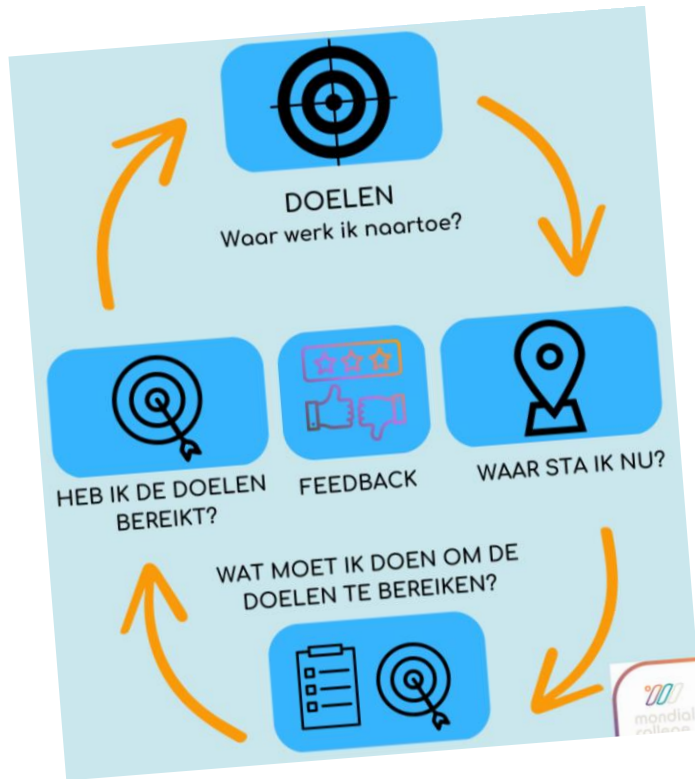 DOELEN
Waar werk ik naartoe?
HEB IK DE DOELEN
BEREIKT?
FEEDBACK
WAAR STA IK NU?
WAT MOET IK DOEN OM DE
DOELEN TE BEREIKEN?
mondial
college